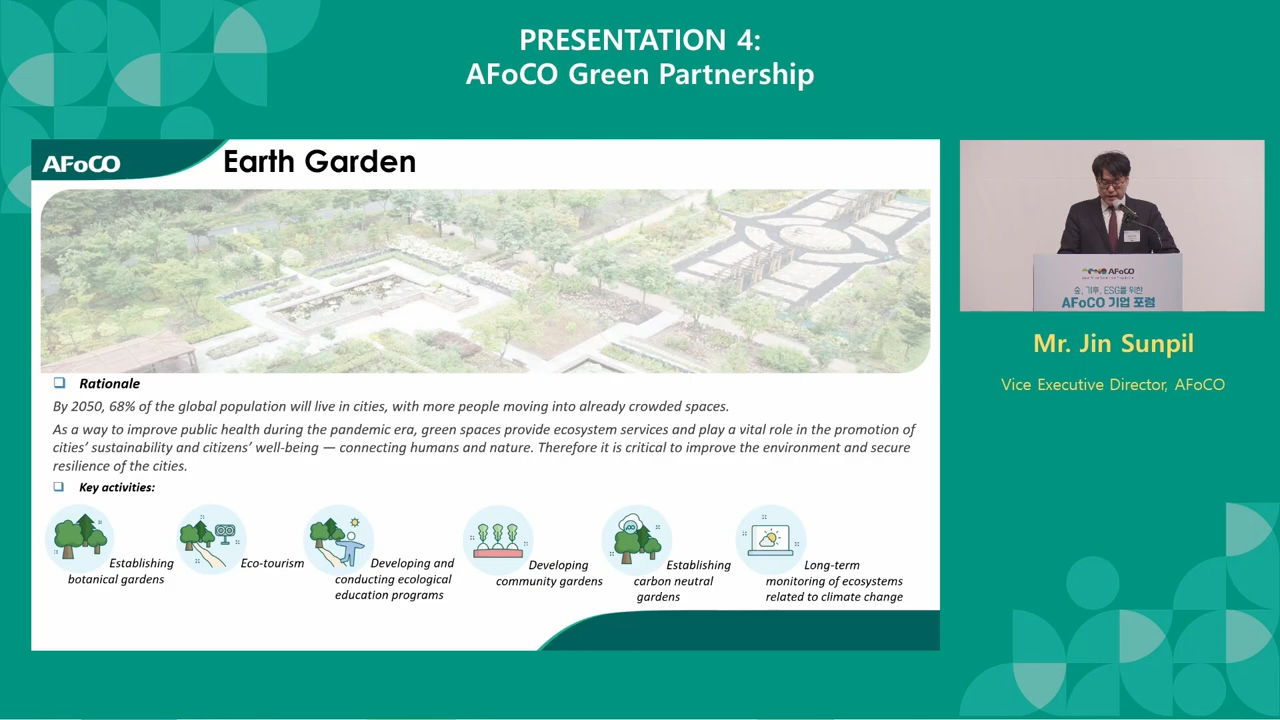 PRESENTATION 4:
AFoCO Green Partnership
AFoCO
Earth Garden
Rationale
By 2050, 68% of the global population will live in cities, with more people moving into already crowded spaces.
As a way to improve public health during the pandemic era, green spaces provide ecosystem services and play a vital role in the promotion of
cities’ sustainability and citizens’ well-being — connecting humans and nature. Therefore it is critical to improve the environment and secure
resilience of the cities.
Key activities:
Establishing
botanical gardens
Eco-tourism
Developing and
conducting ecological
education programs
Developing
community gardens
Establishing
carbon neutral
gardens
Long-term
monitoring of ecosystems
related to climate change
AFoCO
숲, 기후, ESG를 위한
AFoCO 기업 포럼
Mr. Jin Sunpil
Vice Executive Director, AFoCO